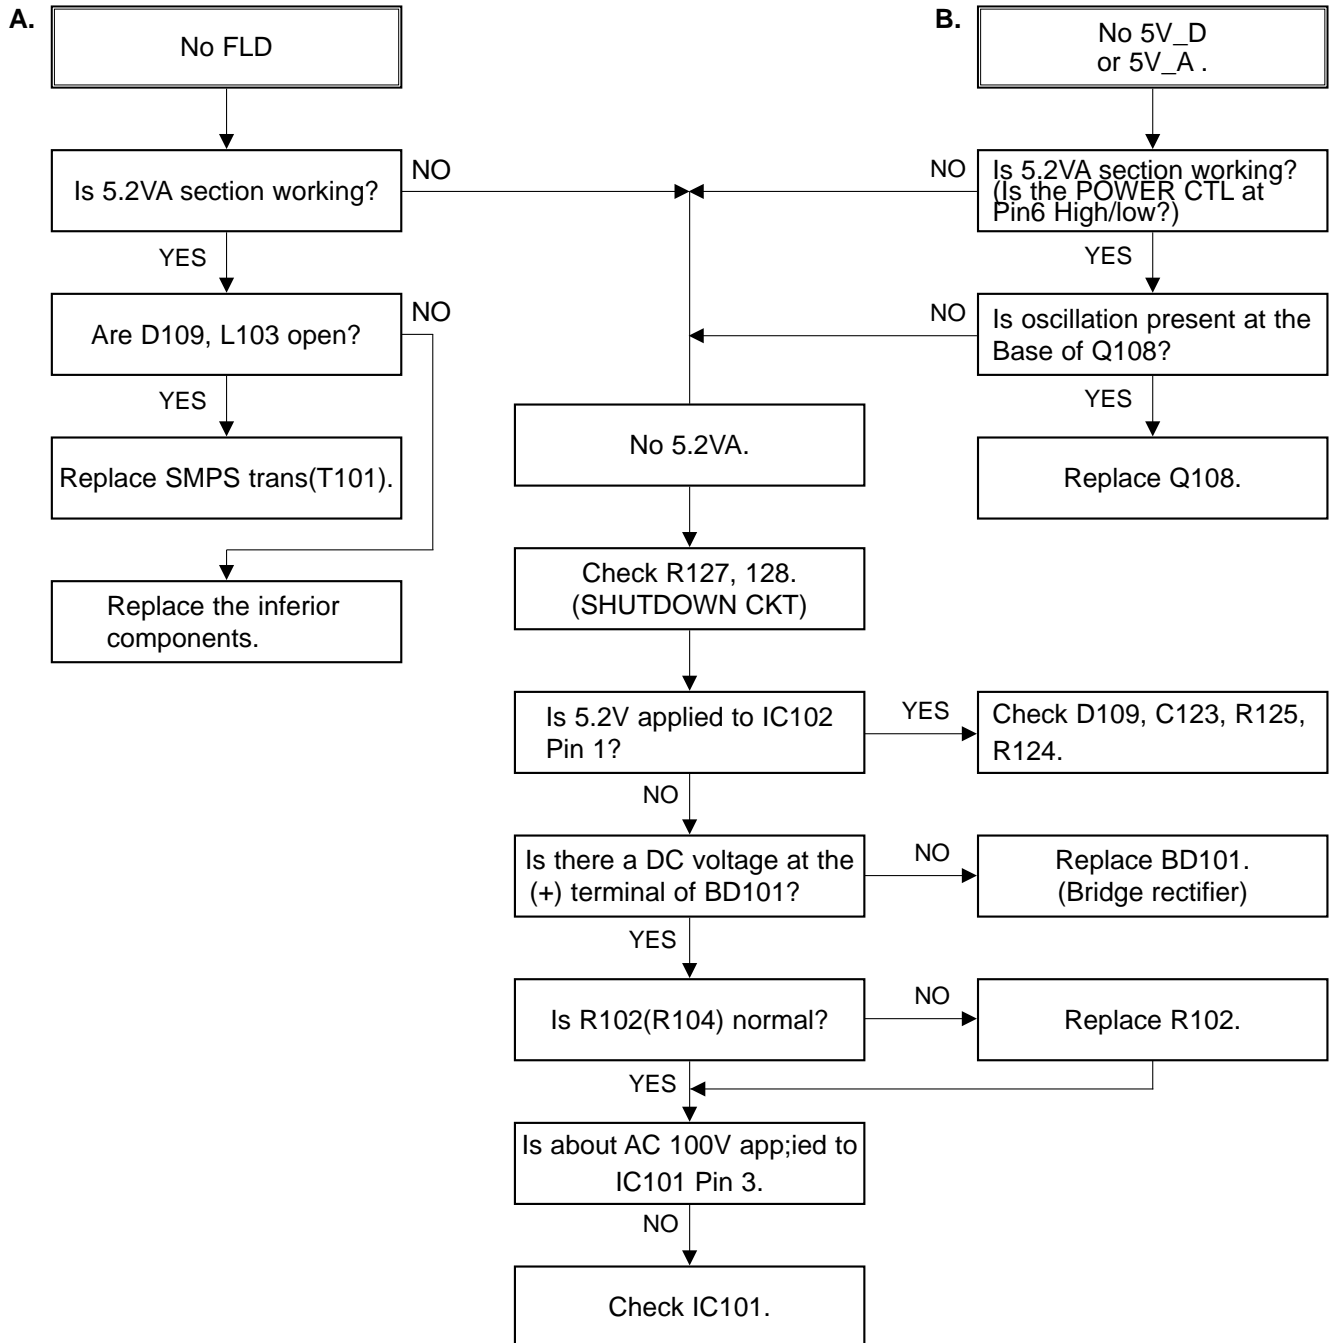 A.
No FLD
B.
No 5V_D
or 5V_A .
Is 5.2VA section working?
NO
NO
Is 5.2VA section working?
(Is the POWER CTL at
Pin6 High/low?)
YES
YES
Are D109, L103 open?
NO
NO
Is oscillation present at the
Base of Q108?
YES
YES
Replace SMPS trans(T101).
No 5.2VA.
Replace Q108.
Replace the inferior
components.
Check R127, 128.
(SHUTDOWN CKT)
Is 5.2V applied to IC102
Pin 1?
YES
Check D109, C123, R125,
R124.
NO
Is there a DC voltage at the
(+) terminal of BD101?
NO
Replace BD101.
(Bridge rectifier)
YES
Is R102(R104) normal?
NO
Replace R102.
YES
Is about AC 100V app;ied to
IC101 Pin 3.
NO
Check IC101.